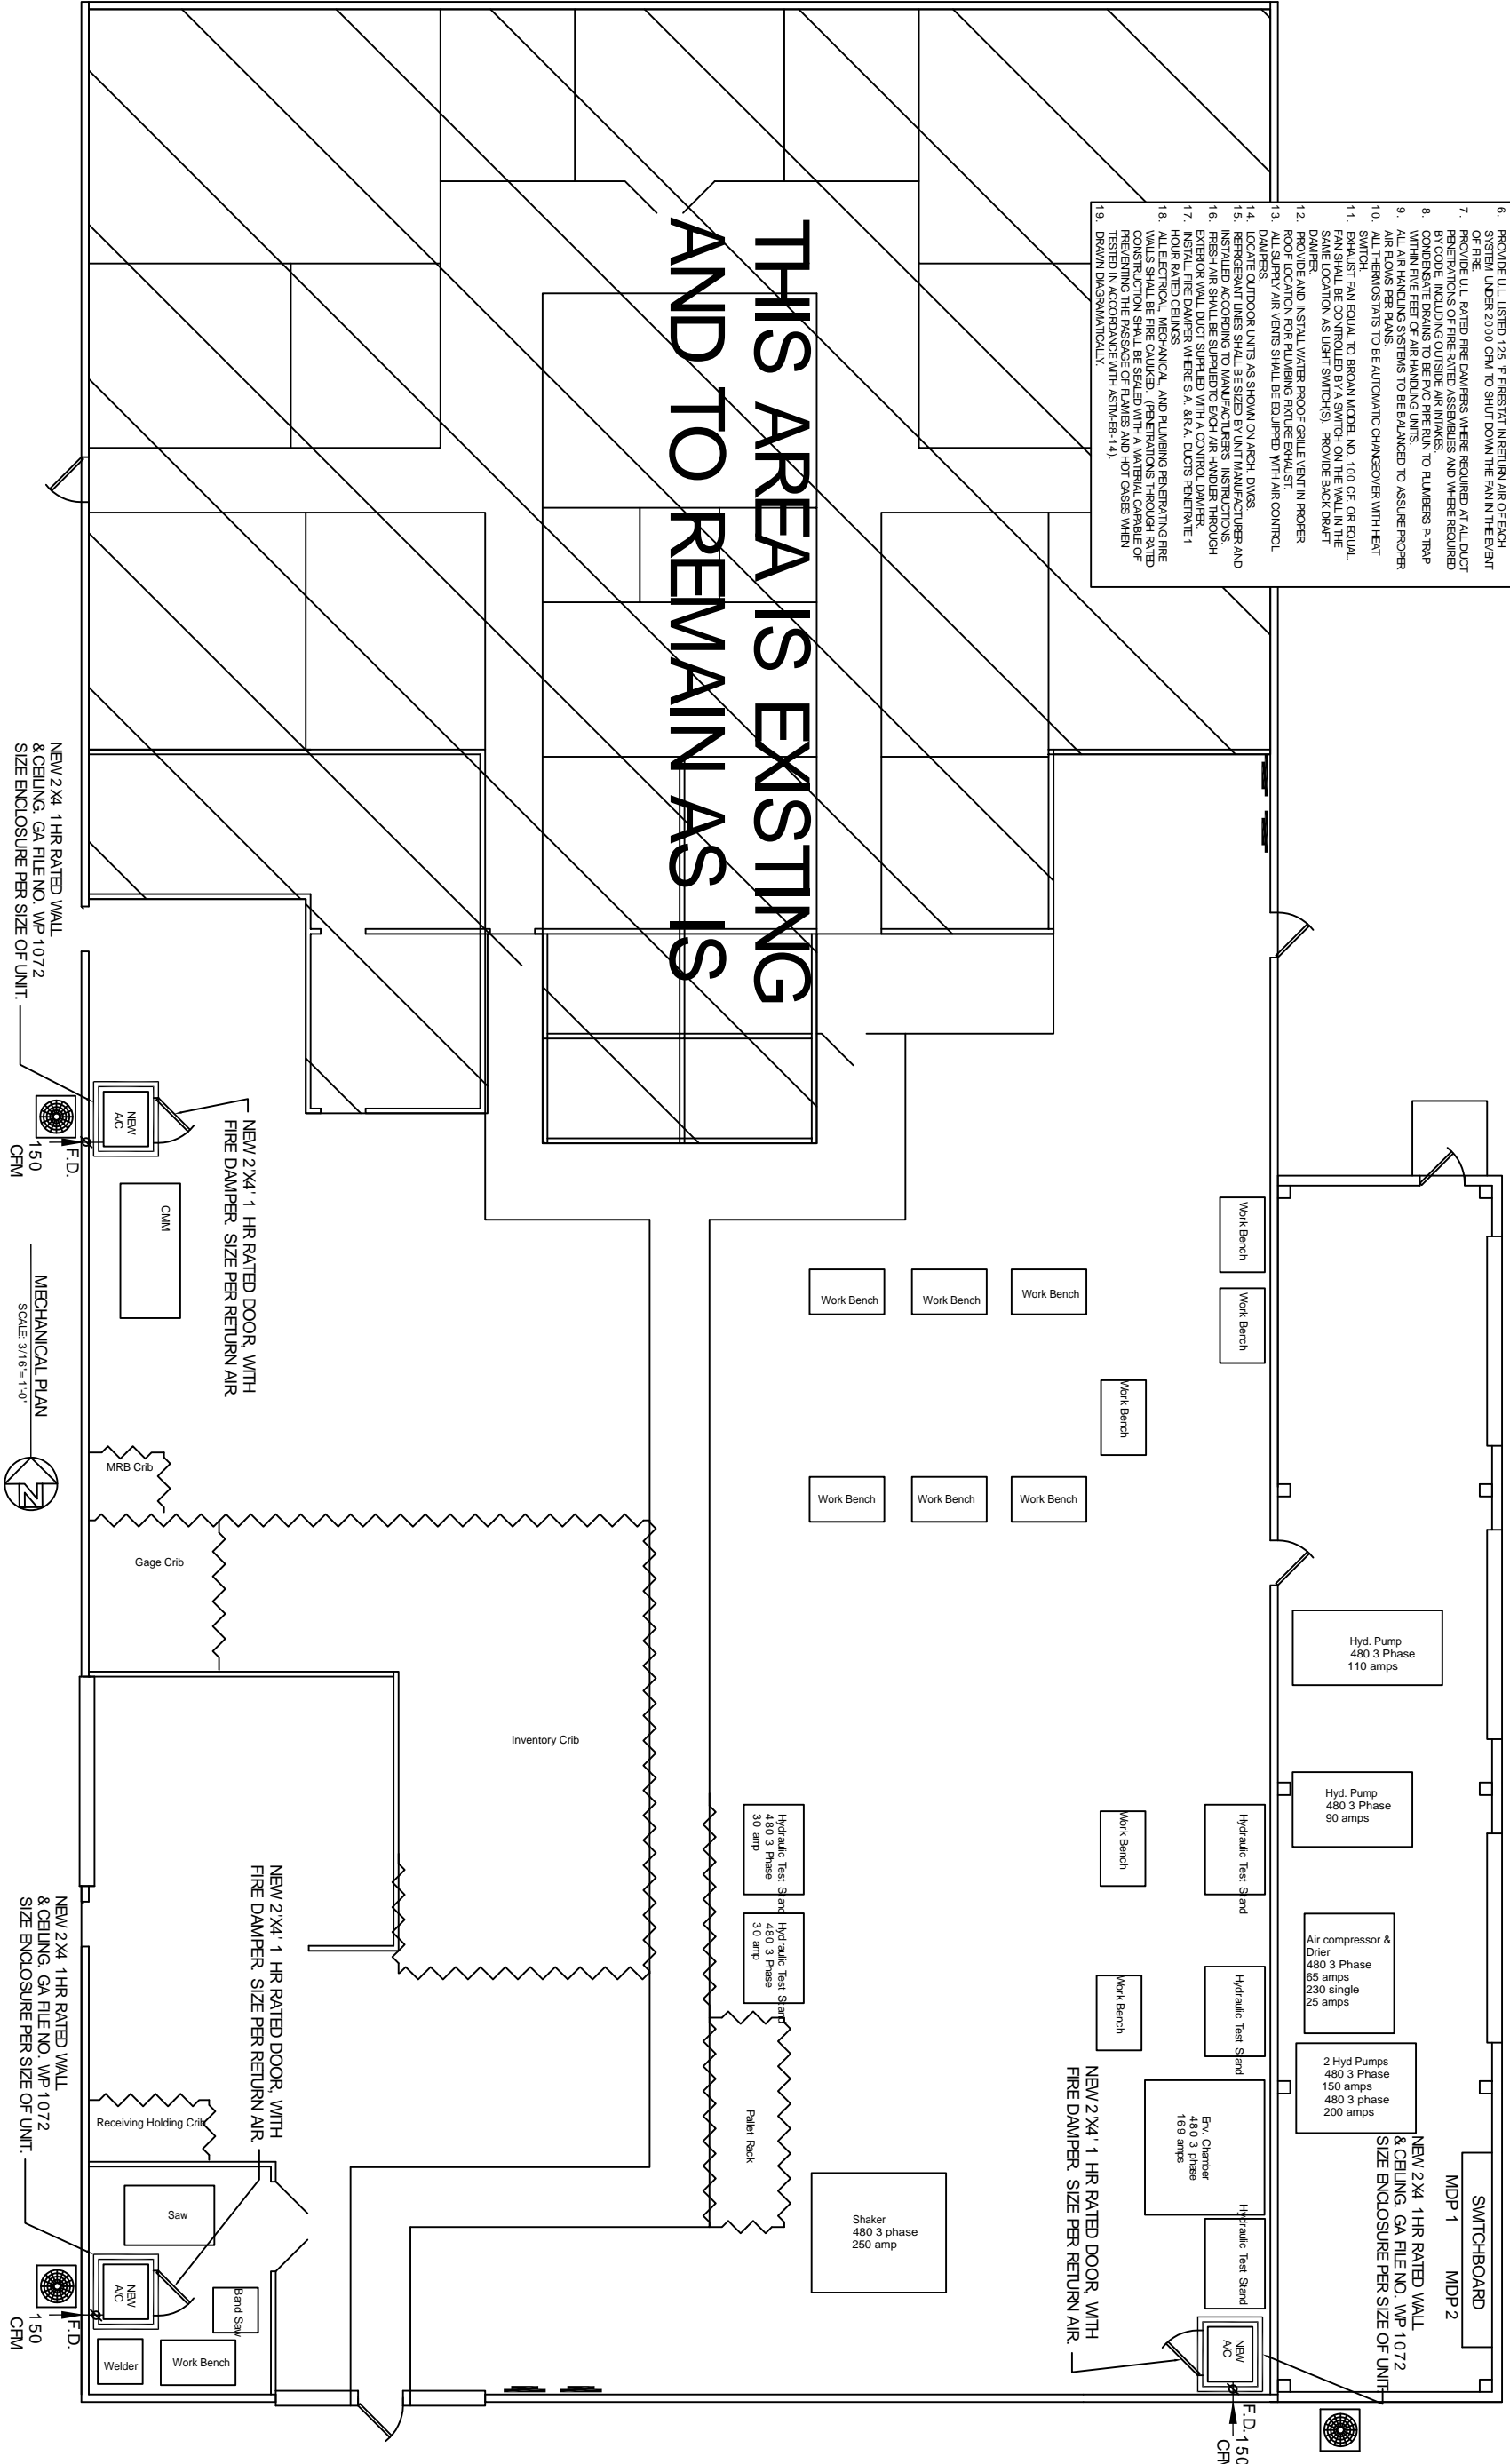 6. PROVIDE U.L. LISTED 125 °F FIRESTAT IN RETURN AIR OF EACH
SYSTEM UNDER 2000 CFM TO SHUT DOWN THE FAN IN THE EVENT
OF FIRE.
7. PROVIDE U.L. RATED FIRE DAMPERS WHERE REQUIRED AT ALL DUCT
PENETRATIONS OF FIRE-RATED ASSEMBLIES AND WHERE REQUIRED
BY CODE, INCLUDING OUTSIDE AIR INTAKES.
8. CONDENSATE DRAINS TO BE PVC PIPE RUN TO PLUMBERS P-TRAP
WITHIN FIVE FEET OF AIR HANDLING UNITS.
9. ALL AIR HANDLING SYSTEMS TO BE BALANCED TO ASSURE PROPER
AIR FLOWS PER PLANS.
10. ALL THERMOSTATS TO BE AUTOMATIC CHANGEOVER WITH HEAT
SWITCH.
11. EXHAUST FAN EQUAL TO BROAN MODEL NO. 100 CF. OR EQUAL.
FAN SHALL BE CONTROLLED BY A SWITCH ON THE WALL IN THE
SAME LOCATION AS LIGHT SWITCH(S). PROVIDE BACK DRAFT
DAMPER.
12. PROVIDE AND INSTALL WATER PROOF GRILLE VENT IN PROPER
ROOF LOCATION FOR PLUMBING FIXTURE EXHAUST.
13. ALL SUPPLY AIR VENTS SHALL BE EQUIPPED WITH AIR CONTROL
DAMPERS.
14. LOCATE OUTDOOR UNITS AS SHOWN ON ARCH. DWGS.
15. REFRIGERANT LINES SHALL BE SIZED BY UNIT MANUFACTURER AND
INSTALLED ACCORDING TO MANUFACTURERS INSTRUCTIONS.
16. FRESH AIR SHALL BE SUPPLIED TO EACH AIR HANDLER THROUGH
EXTERIOR WALL DUCT SUPPLIED WITH A CONTROL DAMPER.
17. INSTALL FIRE DAMPER WHERE S.A. & R.A. DUCTS PENETRATE 1
HOUR RATED CEILINGS.
18. ALL ELECTRICAL, MECHANICAL, AND PLUMBING PENETRATING FIRE
WALLS SHALL BE FIRE CAULKED. (PENETRATIONS THROUGH RATED
CONSTRUCTION SHALL BE SEALED WITH A MATERIAL CAPABLE OF
PREVENTING THE PASSAGE OF FLAMES AND HOT GASES WHEN
TESTED IN ACCORDANCE WITH ASTM-E8-14).
19. DRAWN DIAGRAMATICALLY.
THIS AREA IS EXISTING
AND TO REMAIN AS IS
SWITCHBOARD
MDP 1 MDP 2
NEW 2X4 1HR RATED WALL
& CEILING. GA FILE NO. WP 1072
SIZE ENCLOSURE PER SIZE OF UNIT.
Work Bench
Work Bench
Work Bench
Work Bench
Work Bench
Work Bench
Work Bench
Work Bench
Work Bench
Hyd. Pump
480 3 Phase
110 amps
Hyd. Pump
480 3 Phase
90 amps
Air compressor &
Drier
480 3 Phase
65 amps
230 single
25 amps
2 Hyd Pumps
480 3 Phase
150 amps
480 3 phase
200 amps
Hydraulic Test Stand
Hydraulic Test Stand
Hydraulic Test Stand
Work Bench
Work Bench
Env. Chamber
480 3 phase
169 amps
NEW
A/C
F.D.
150
CFM
NEW 2'X4' 1 HR RATED DOOR, WITH
FIRE DAMPER. SIZE PER RETURN AIR.
Hydraulic Test Stand
480 3 Phase
30 amp
Hydraulic Test Stand
480 3 Phase
30 amp
Pallet Rack
Shaker
480 3 phase
250 amp
Inventory Crib
NEW 2'X4' 1 HR RATED DOOR, WITH
FIRE DAMPER. SIZE PER RETURN AIR.
NEW
A/C
CMM
MRB Crib
Gage Crib
F.D.
150
CFM
NEW 2X4 1HR RATED WALL
& CEILING. GA FILE NO. WP 1072
SIZE ENCLOSURE PER SIZE OF UNIT.
MECHANICAL PLAN
SCALE: 3/16"= 1'-0"
N
NEW 2'X4' 1 HR RATED DOOR, WITH
FIRE DAMPER. SIZE PER RETURN AIR.
Receiving Holding Crib
Saw
NEW
A/C
Band Saw
Welder
Work Bench
F.D.
150
CFM
NEW 2X4 1HR RATED WALL
& CEILING. GA FILE NO. WP 1072
SIZE ENCLOSURE PER SIZE OF UNIT.